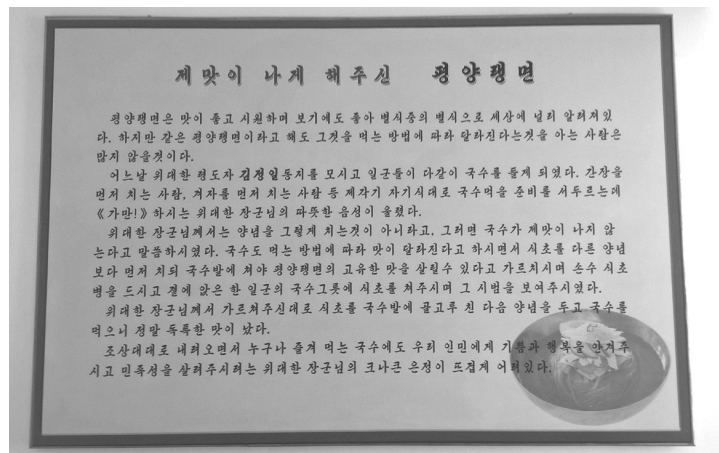 제맛이 나게 해주신 평양랭면
평양랭면은 맛이 좋고 시원하며 보기에도 좋아 별식중의 별식으로 세상에 널리 알려져있
다. 하지만 같은 평양랭면이라고 해도 그것을 먹는 방법에 따라 달라진다는것을 아는 사람은
많지 않을것이다.
어느날 위대한 령도자 김정일동지를 모시고 일군들이 다같이 국수를 들게 되였다. 간장을
먼저 치는 사람, 겨자를 먼저 치는 사람 등 제각기 자기식대로 국수먹을 준비를 서두르는데
《가만!》하시는 위대한 장군님의 따뜻한 음성이 울렸다.
위대한 장군님께서는 양념을 그렇게 치는것이 아니라고, 그러면 국수가 제맛이 나지 않
는다고 말씀하시였다. 국수도 먹는 방법에 따라 맛이 달라진다고 하시면서 식초를 다른 양념
보다 먼저 치되 국수발에 쳐야 평양랭면의 고유한 맛을 살릴수 있다고 가르치시며 손수 식초
병을 드시고 곁에 앉은 한 일군의 국수그릇에 식초를 쳐주시며 그 시범을 보여주시였다.
위대한 장군님께서 가르쳐주신대로 식초를 국수발에 골고루 친 다음 양념을 두고 국수를
먹으니 정말 독특한 맛이 났다.
조상대대로 내려오면서 누구나 즐겨 먹는 국수에도 우리 인민에게 기쁨과 행복을 안겨주
시고 민족성을 살려주시려는 위대한 장군님의 크나큰 은정이 뜨겁게 어려있다.